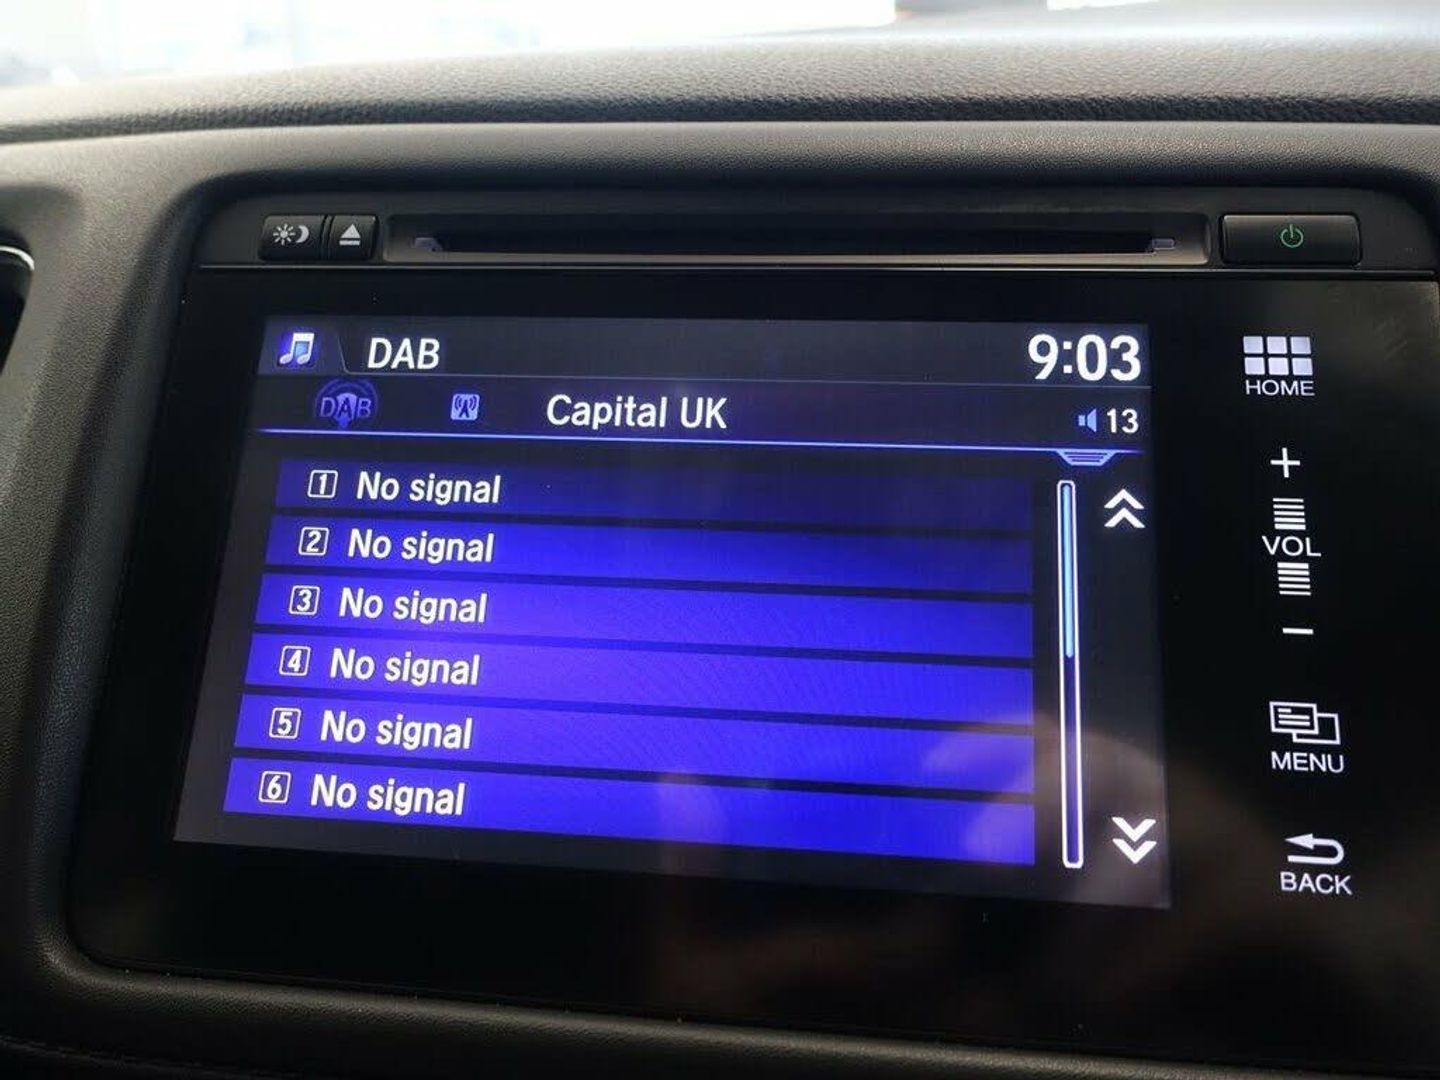 DAB
9:03
HOME
DAB
Capital UK
13
1 No signal
2 No signal
3 No signal
4 No signal
5 No signal
6 No signal
+
VOL
−
MENU
BACK